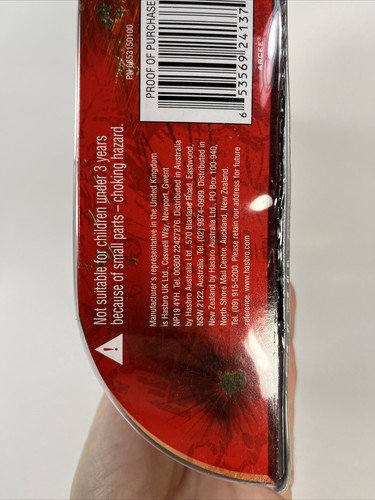 P/N 6653150100
PROOF OF PURCHASE
6 53569 24137
ARCEE
Not suitable for children under 3 years
because of small parts – choking hazard.
Manufacturer's representative in the United Kingdom
is Hasbro UK Ltd., Caswell Way, Newport, Gwent
NP19 4YH. Tel. 00800 22427276. Distributed in Australia
by Hasbro Australia Ltd., 570 Blaxland Road, Eastwood,
NSW 2122, Australia. Tel. (02) 9874-0999. Distributed in
New Zealand by Hasbro Australia Ltd., PO Box 100-940,
North Shore Mail Centre, Auckland, New Zealand.
Tel. (09) 915-5200. Please retain our address for future
reference. www.hasbro.com